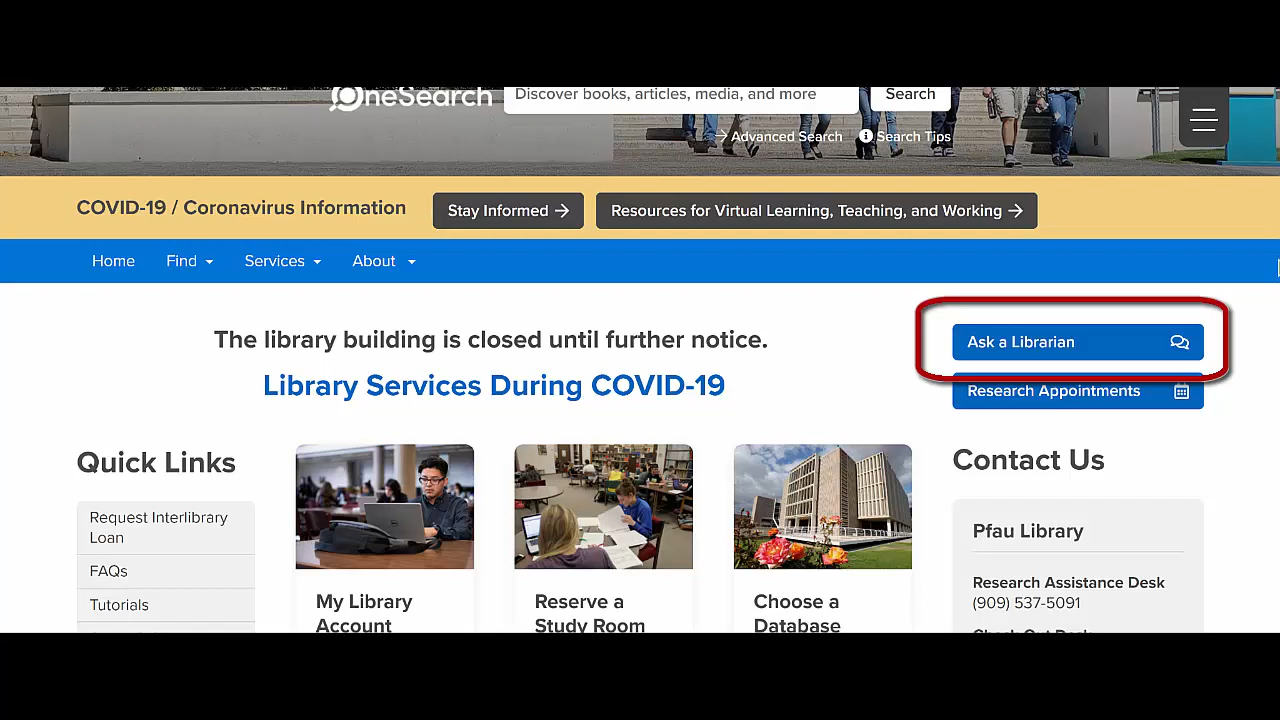 OneSearch
Discover books, articles, media, and more
Search
Advanced Search
Search Tips
COVID-19 / Coronavirus Information
Stay Informed
Resources for Virtual Learning, Teaching, and Working
Home
Find
Services
About
The library building is closed until further notice.
Library Services During COVID-19
Ask a Librarian
Research Appointments
Quick Links
Request Interlibrary
Loan
FAQs
Tutorials
My Library
Account
Reserve a
Study Room
Choose a
Database
Contact Us
Pfau Library
Research Assistance Desk
(909) 537-5091